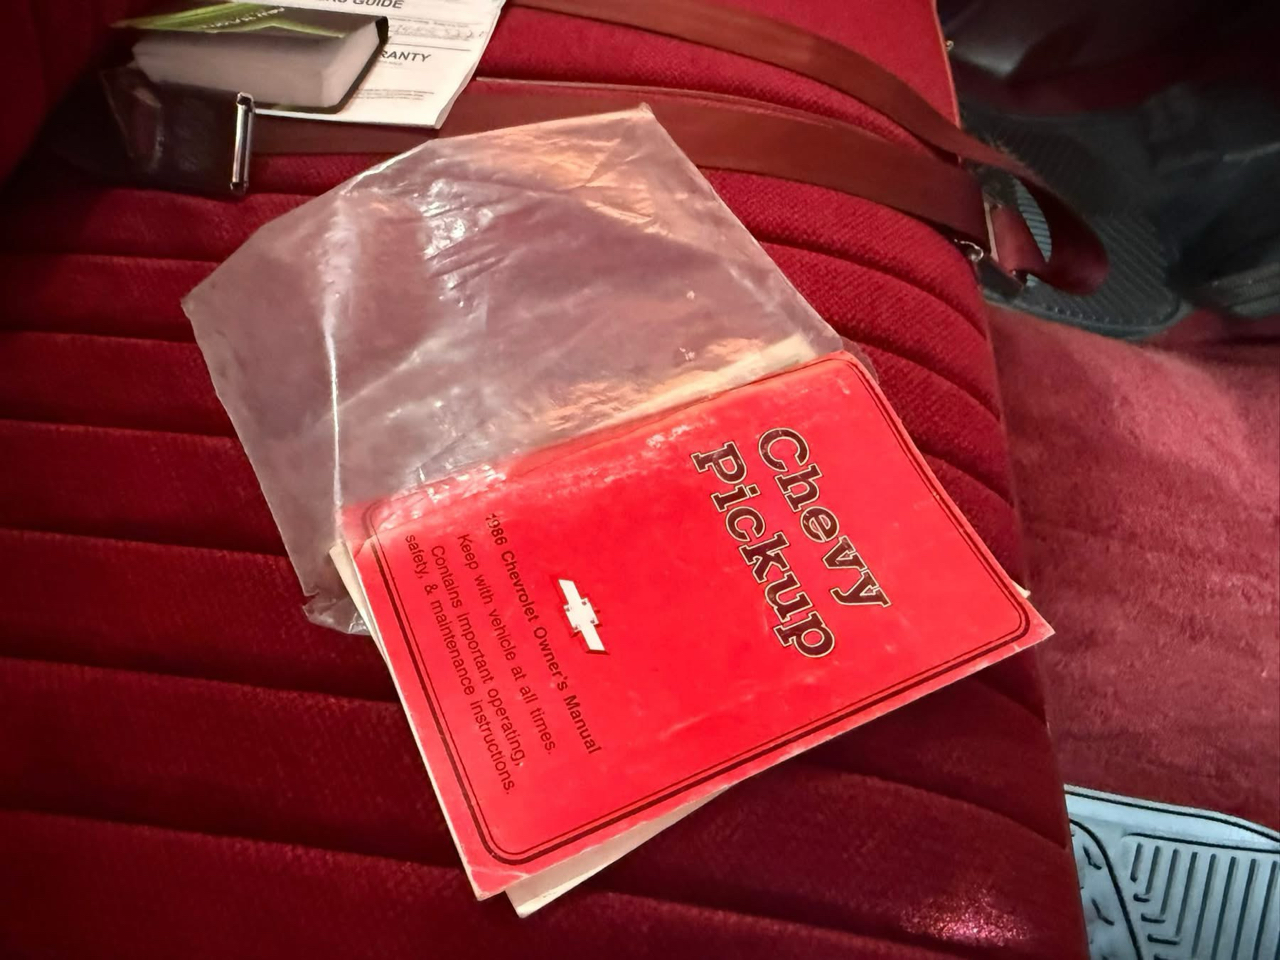 GUIDE
RANTY
Chevy
Pickup
1986 Chevrolet Owner's Manual
Keep with vehicle at all times.
Contains important operating,
safety, & maintenance instructions.